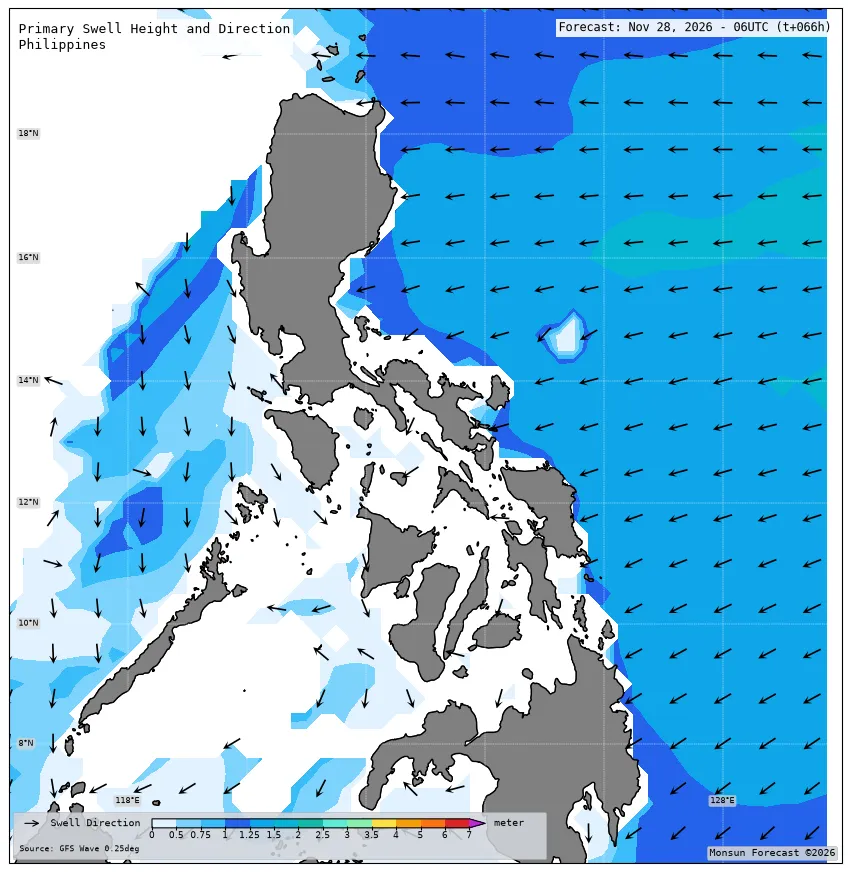 Primary Swell Height and Direction
Philippines
Forecast: Nov 28, 2026 - 06UTC (t+066h)
18°N
16°N
14°N
12°N
10°N
8°N
118°E
128°E
Swell Direction
0 0.5 0.75 1 1.25 1.5 2 2.5 3 3.5 4 5 6 7
meter
Source: GFS Wave 0.25deg
Monsun Forecast ©2026